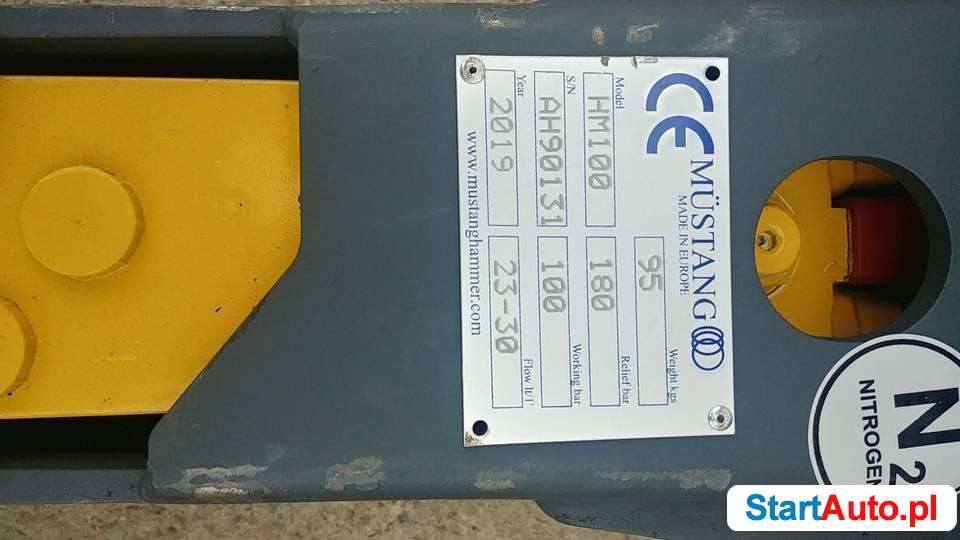 CE MÜSTANG
MADE IN EUROPE
Weight kgs
95
Model Relief bar
HM100 180
S/N Working bar
AH90131 100
Year Flow lt/1'
2019 23-30
www.mustanghammer.com
N2
NITROGEN
StartAuto.pl